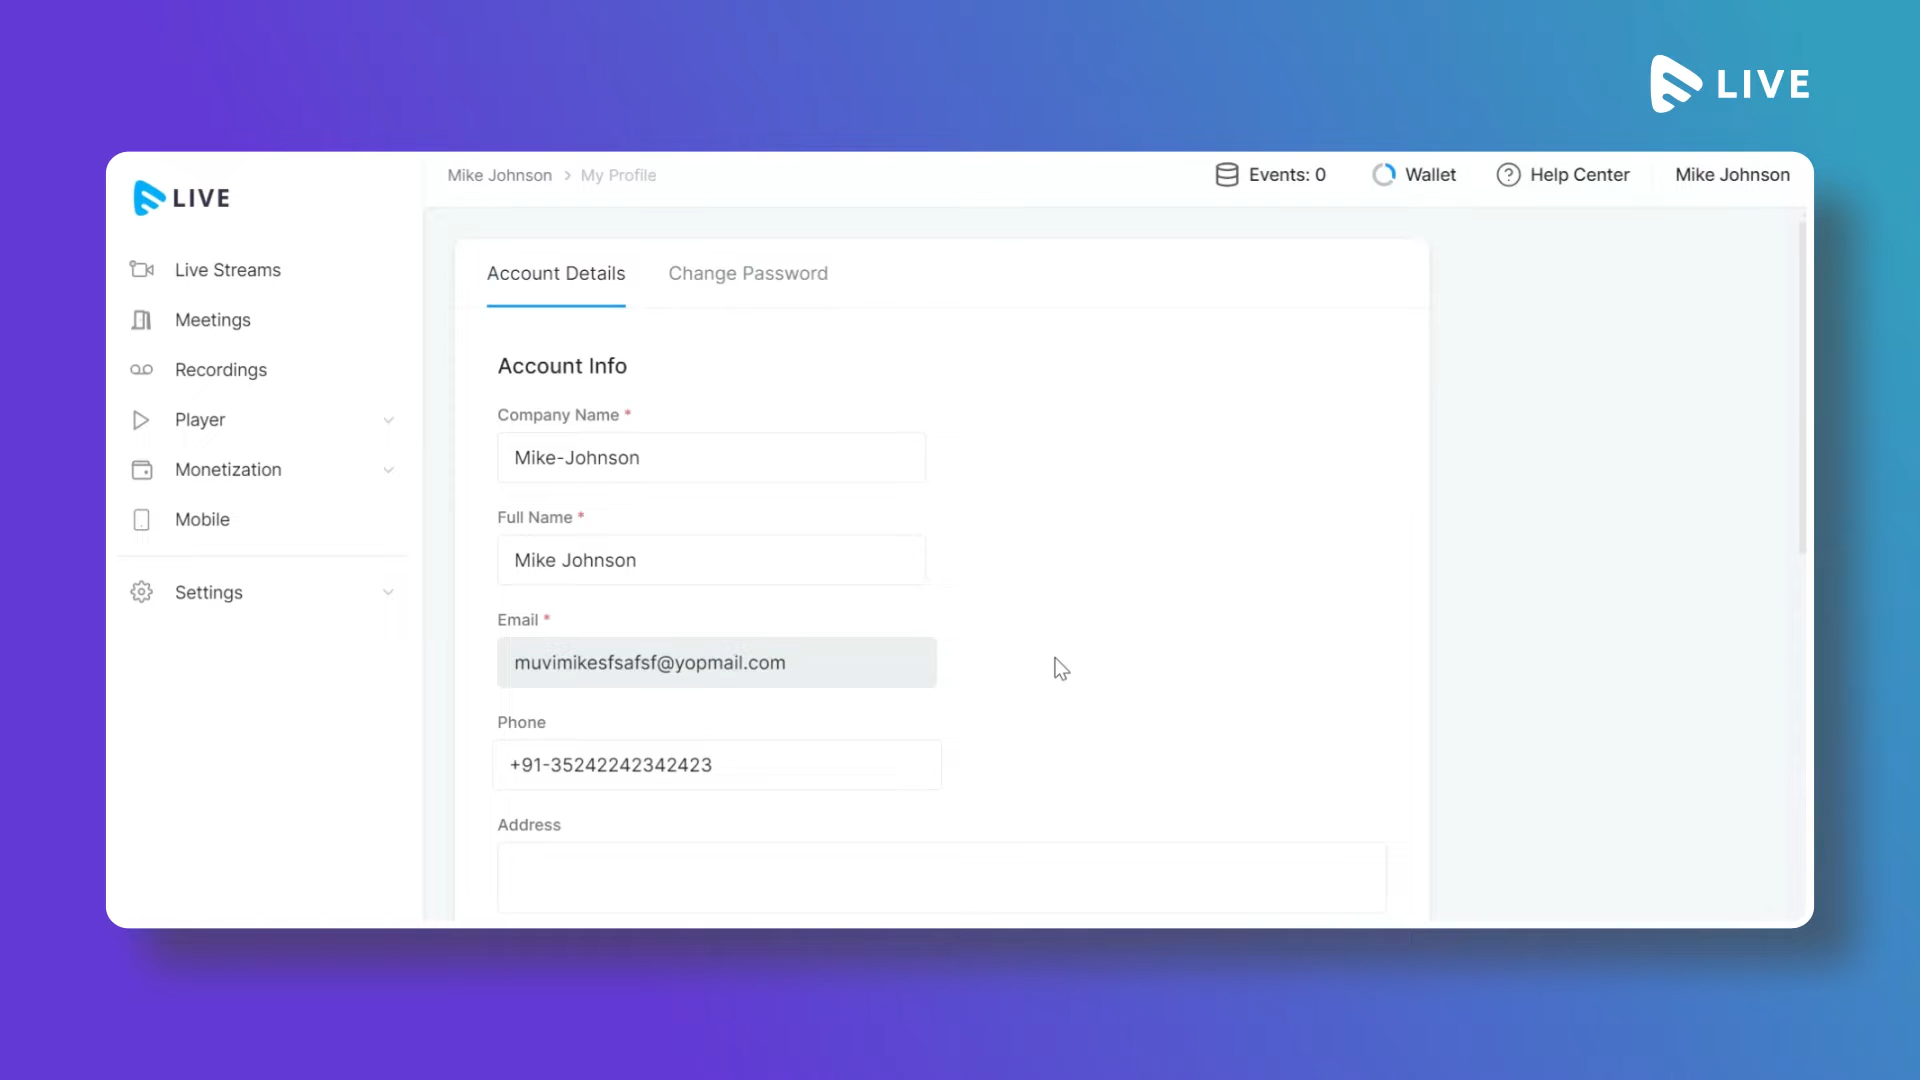 LIVE
LIVE
Mike Johnson > My Profile
Events: 0
Wallet
Help Center
Mike Johnson
Live Streams
Meetings
Recordings
Player
Monetization
Mobile
Settings
Account Details
Change Password
Account Info
Company Name *
Mike-Johnson
Full Name *
Mike Johnson
Email *
muvimikesfsafsf@yopmail.com
Phone
+91-35242242342423
Address